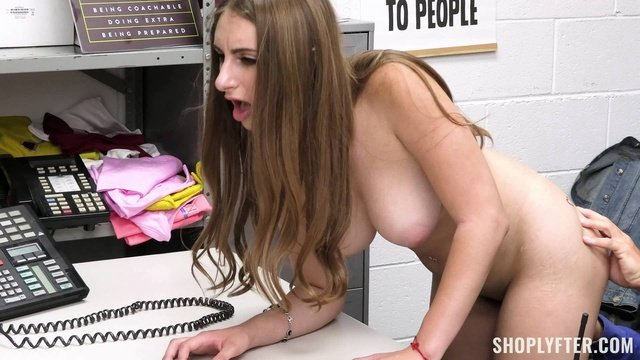 BEING COACHABLE
DOING EXTRA
BEING PREPARED
TO PEOPLE
SHOPLYFTER.COM